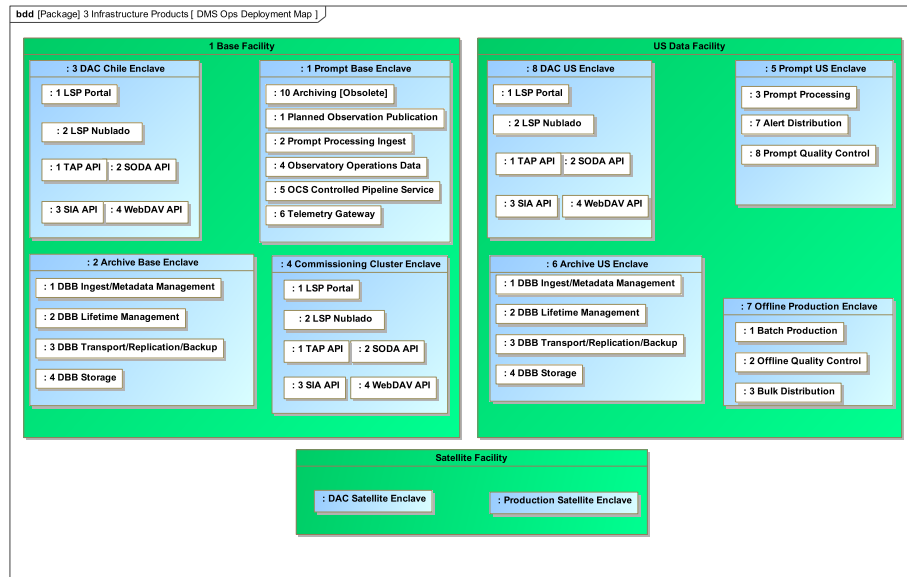 bdd [Package] 3 Infrastructure Products [ DMS Ops Deployment Map ]
1 Base Facility
: 3 DAC Chile Enclave
: 1 LSP Portal
: 2 LSP Nublado
: 1 TAP API
: 2 SODA API
: 3 SIA API
: 4 WebDAV API
: 1 Prompt Base Enclave
: 10 Archiving [Obsolete]
: 1 Planned Observation Publication
: 2 Prompt Processing Ingest
: 4 Observatory Operations Data
: 5 OCS Controlled Pipeline Service
: 6 Telemetry Gateway
: 2 Archive Base Enclave
: 1 DBB Ingest/Metadata Management
: 2 DBB Lifetime Management
: 3 DBB Transport/Replication/Backup
: 4 DBB Storage
: 4 Commissioning Cluster Enclave
: 1 LSP Portal
: 2 LSP Nublado
: 1 TAP API
: 2 SODA API
: 3 SIA API
: 4 WebDAV API
US Data Facility
: 8 DAC US Enclave
: 1 LSP Portal
: 2 LSP Nublado
: 1 TAP API
: 2 SODA API
: 3 SIA API
: 4 WebDAV API
: 5 Prompt US Enclave
: 3 Prompt Processing
: 7 Alert Distribution
: 8 Prompt Quality Control
: 6 Archive US Enclave
: 1 DBB Ingest/Metadata Management
: 2 DBB Lifetime Management
: 3 DBB Transport/Replication/Backup
: 4 DBB Storage
: 7 Offline Production Enclave
: 1 Batch Production
: 2 Offline Quality Control
: 3 Bulk Distribution
Satellite Facility
: DAC Satellite Enclave
: Production Satellite Enclave